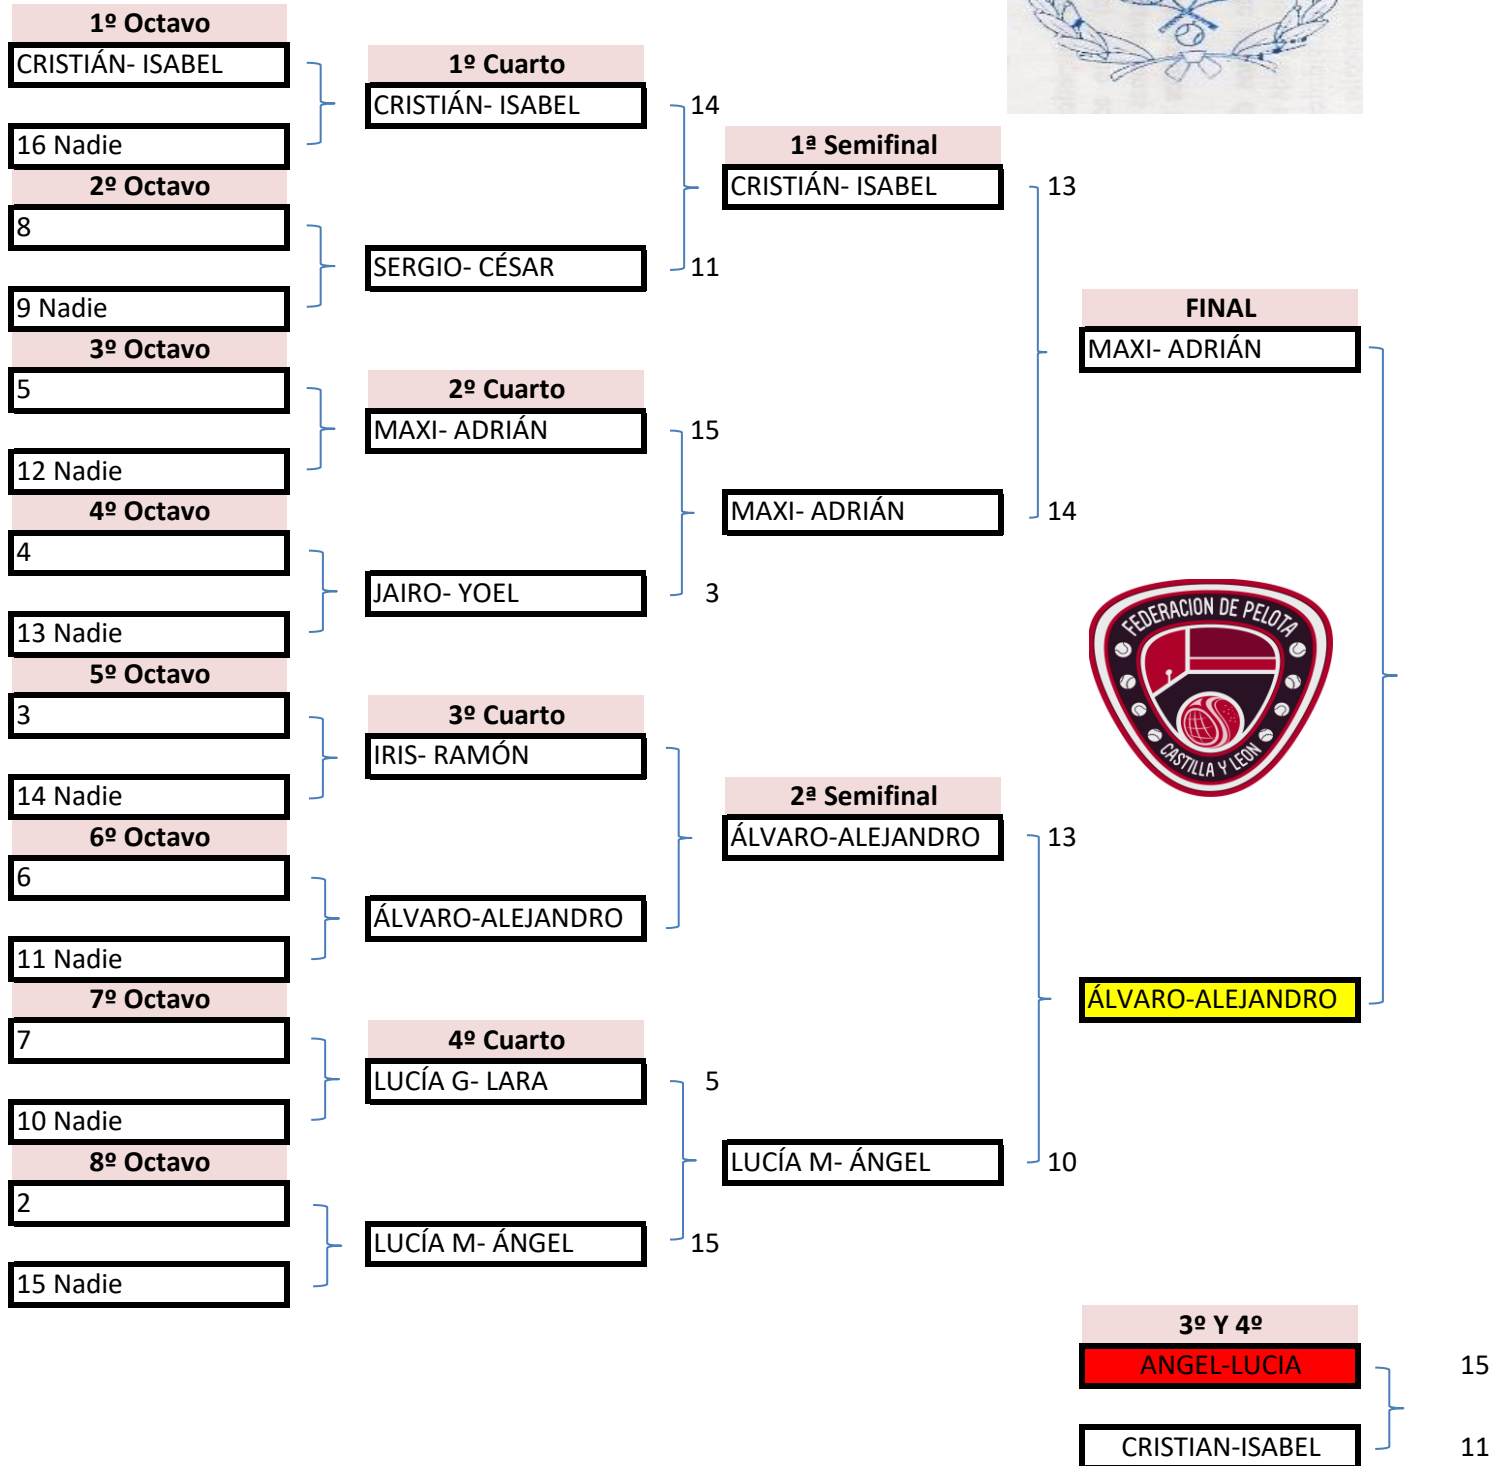 1º Octavo
CRISTIÁN- ISABEL
16 Nadie
2º Octavo
8
9 Nadie
3º Octavo
5
12 Nadie
4º Octavo
4
13 Nadie
5º Octavo
3
14 Nadie
6º Octavo
6
11 Nadie
7º Octavo
7
10 Nadie
8º Octavo
2
15 Nadie
1º Cuarto
CRISTIÁN- ISABEL 14
SERGIO- CÉSAR 11
2º Cuarto
MAXI- ADRIÁN 15
JAIRO- YOEL 3
3º Cuarto
IRIS- RAMÓN
ÁLVARO-ALEJANDRO
4º Cuarto
LUCÍA G- LARA 5
LUCÍA M- ÁNGEL 15
1ª Semifinal
CRISTIÁN- ISABEL 13
MAXI- ADRIÁN 14
2ª Semifinal
ÁLVARO-ALEJANDRO 13
LUCÍA M- ÁNGEL 10
FINAL
MAXI- ADRIÁN
FEDERACION DE PELOTA
CASTILLA Y LEON
ÁLVARO-ALEJANDRO
3º Y 4º
ANGEL-LUCIA 15
CRISTIAN-ISABEL 11